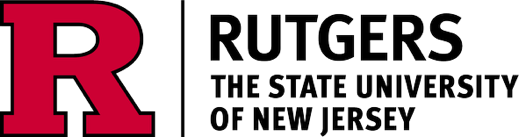 R
RUTGERS
THE STATE UNIVERSITY
OF NEW JERSEY